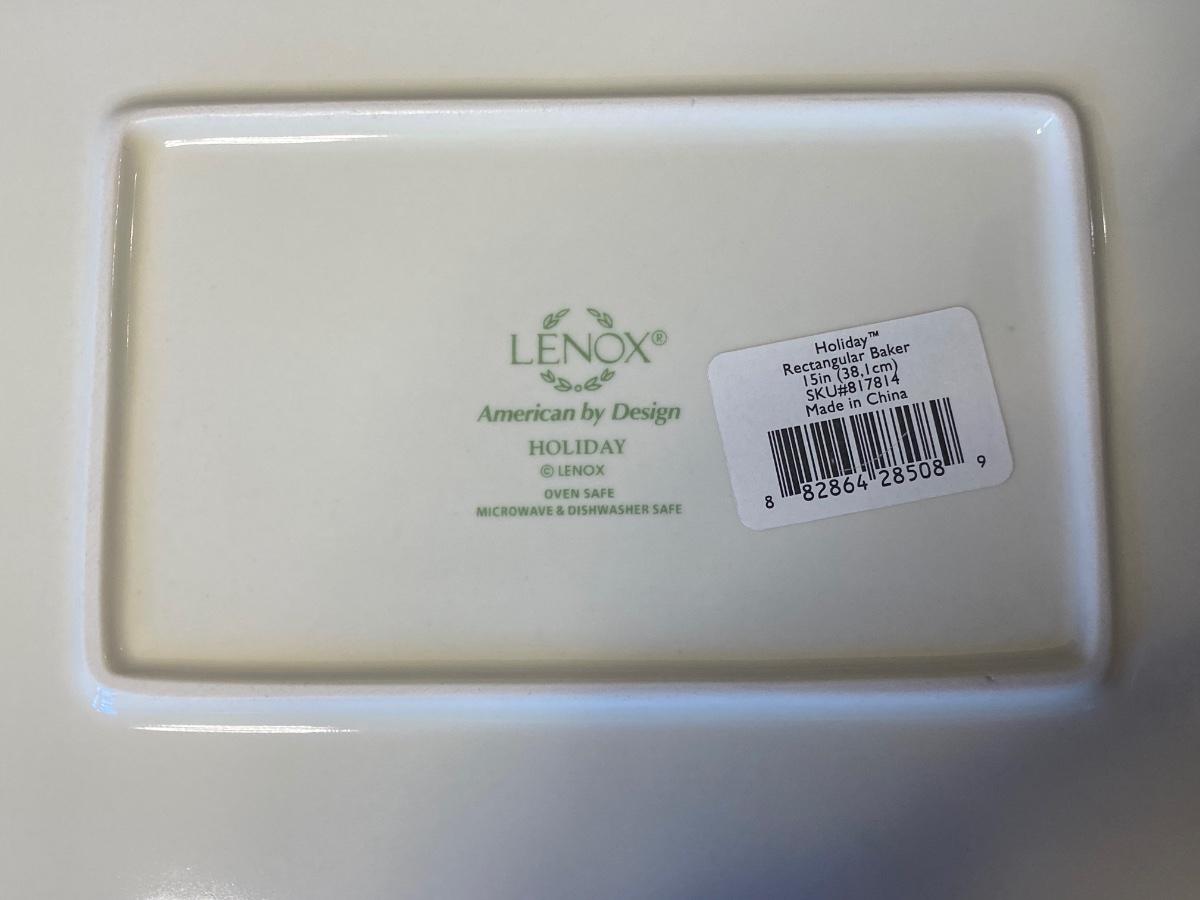 LENOX®
American by Design
HOLIDAY
© LENOX
OVEN SAFE
MICROWAVE & DISHWASHER SAFE
Holiday™
Rectangular Baker
15in (38,1cm)
SKU#817814
Made in China
8 82864 28508 9